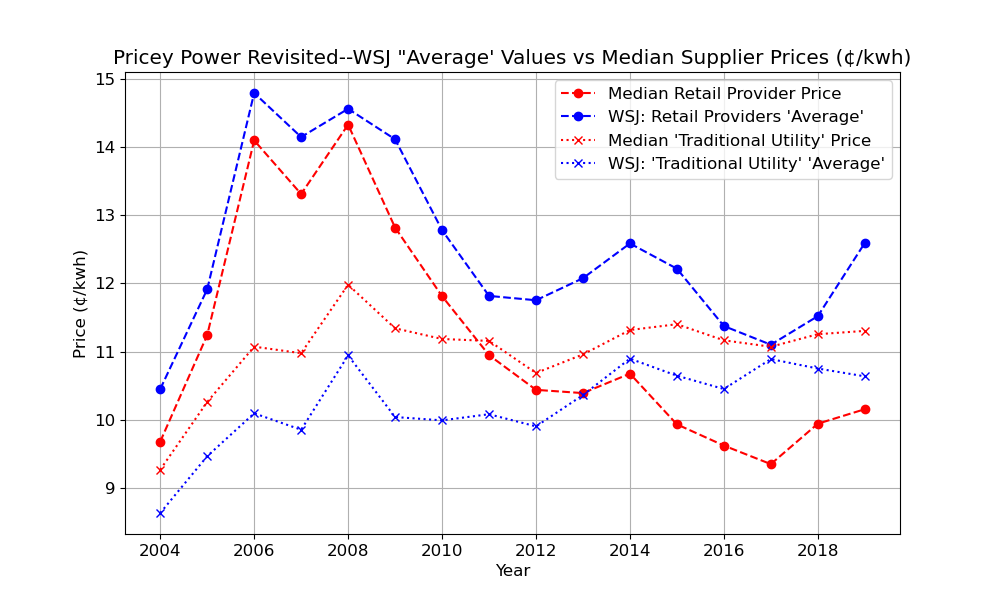 Pricey Power Revisited--WSJ "Average' Values vs Median Supplier Prices (¢/kwh)
15
14
13
12
11
10
9
Price (¢/kwh)
Median Retail Provider Price
WSJ: Retail Providers 'Average'
Median 'Traditional Utility' Price
WSJ: 'Traditional Utility' 'Average'
2004 2006 2008 2010 2012 2014 2016 2018
Year